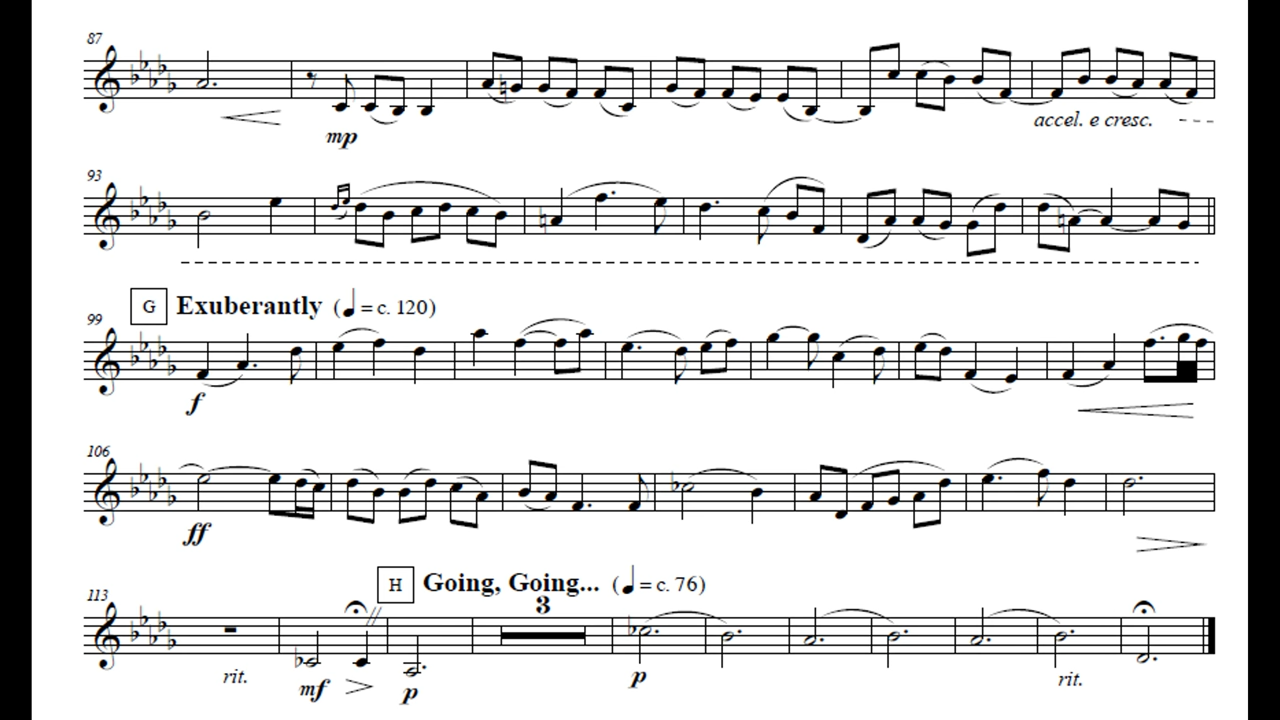 87
mp
accel. e cresc.
93
G Exuberantly (♩ = c. 120)
99
f
106
ff
H Going, Going... (♩ = c. 76)
113
3
rit.
mf
p
p
rit.